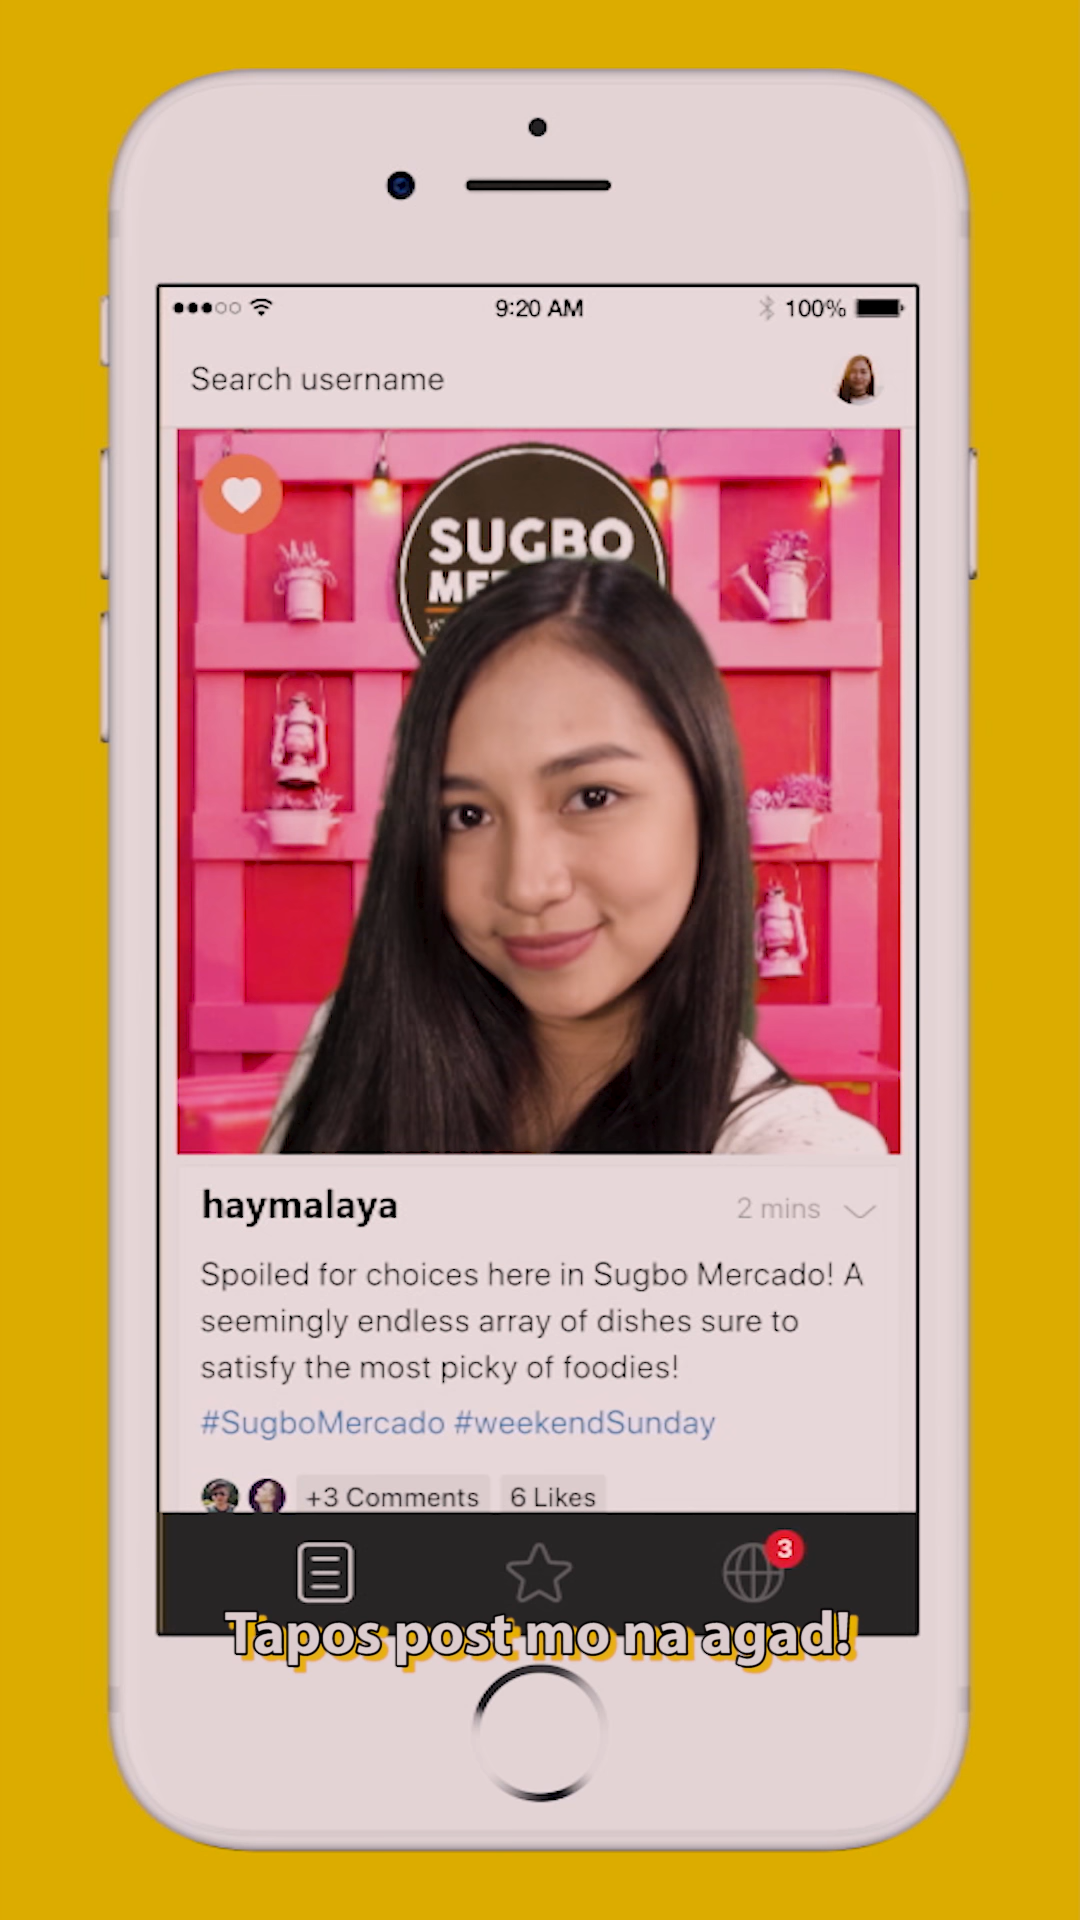 9:20 AM
100%
Search username
SUGBO
haymalaya
2 mins
Spoiled for choices here in Sugbo Mercado! A
seemingly endless array of dishes sure to
satisfy the most picky of foodies!
#SugboMercado #weekendSunday
+3 Comments
6 Likes
3
Tapos post mo na agad!